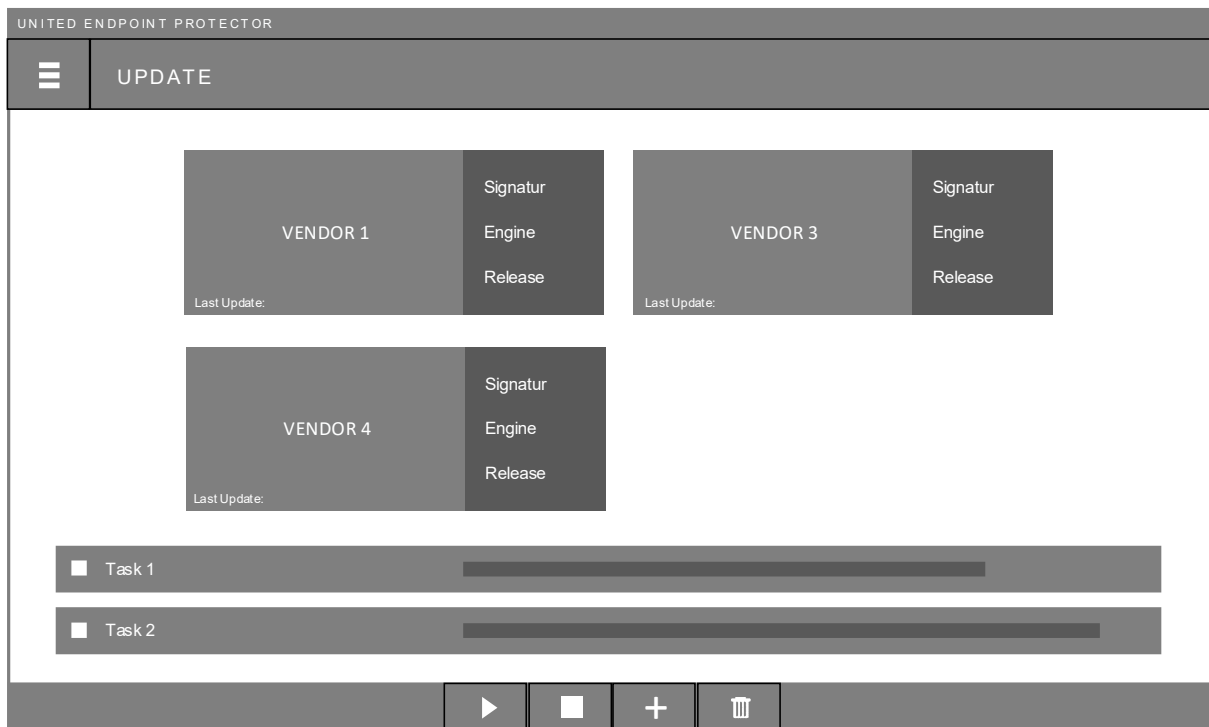 UNITED ENDPOINT PROTECTOR
UPDATE
VENDOR 1
Last Update:
Signatur
Engine
Release
VENDOR 3
Last Update:
Signatur
Engine
Release
VENDOR 4
Last Update:
Signatur
Engine
Release
Task 1
Task 2